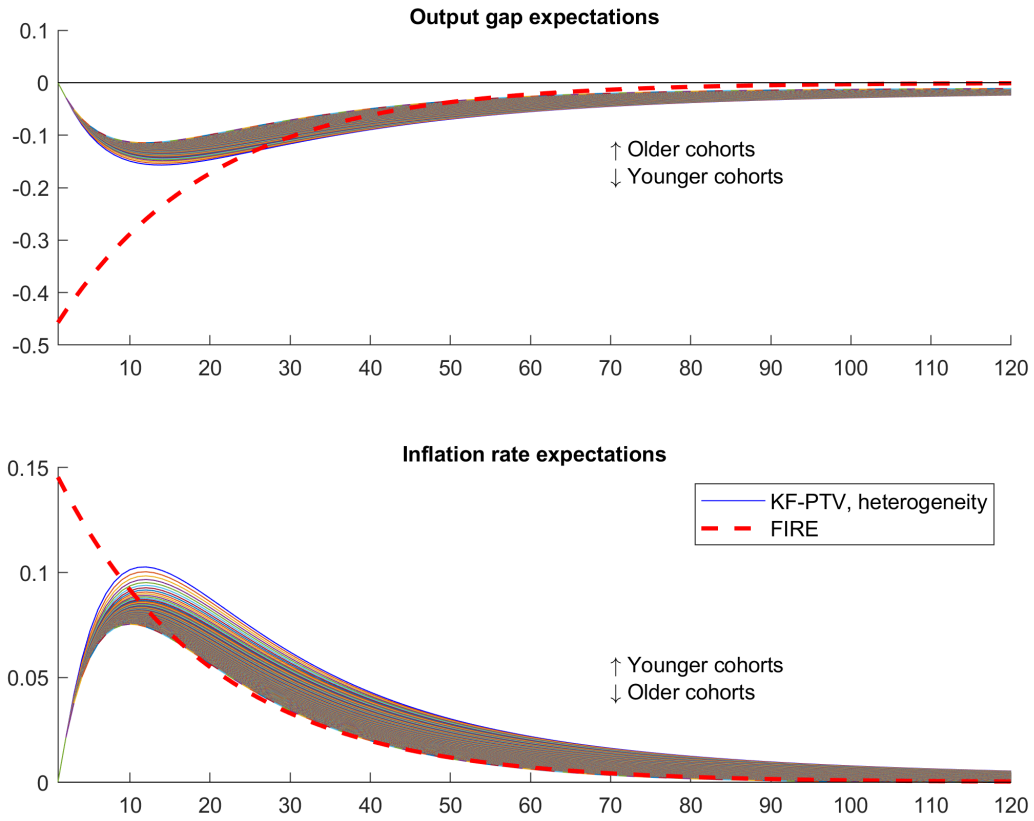 Output gap expectations
0.1
0
-0.1
-0.2
-0.3
-0.4
-0.5
↑ Older cohorts
↓ Younger cohorts
10 20 30 40 50 60 70 80 90 100 110 120
Inflation rate expectations
0.15
0.1
0.05
0
KF-PTV, heterogeneity
FIRE
↑ Younger cohorts
↓ Older cohorts
10 20 30 40 50 60 70 80 90 100 110 120